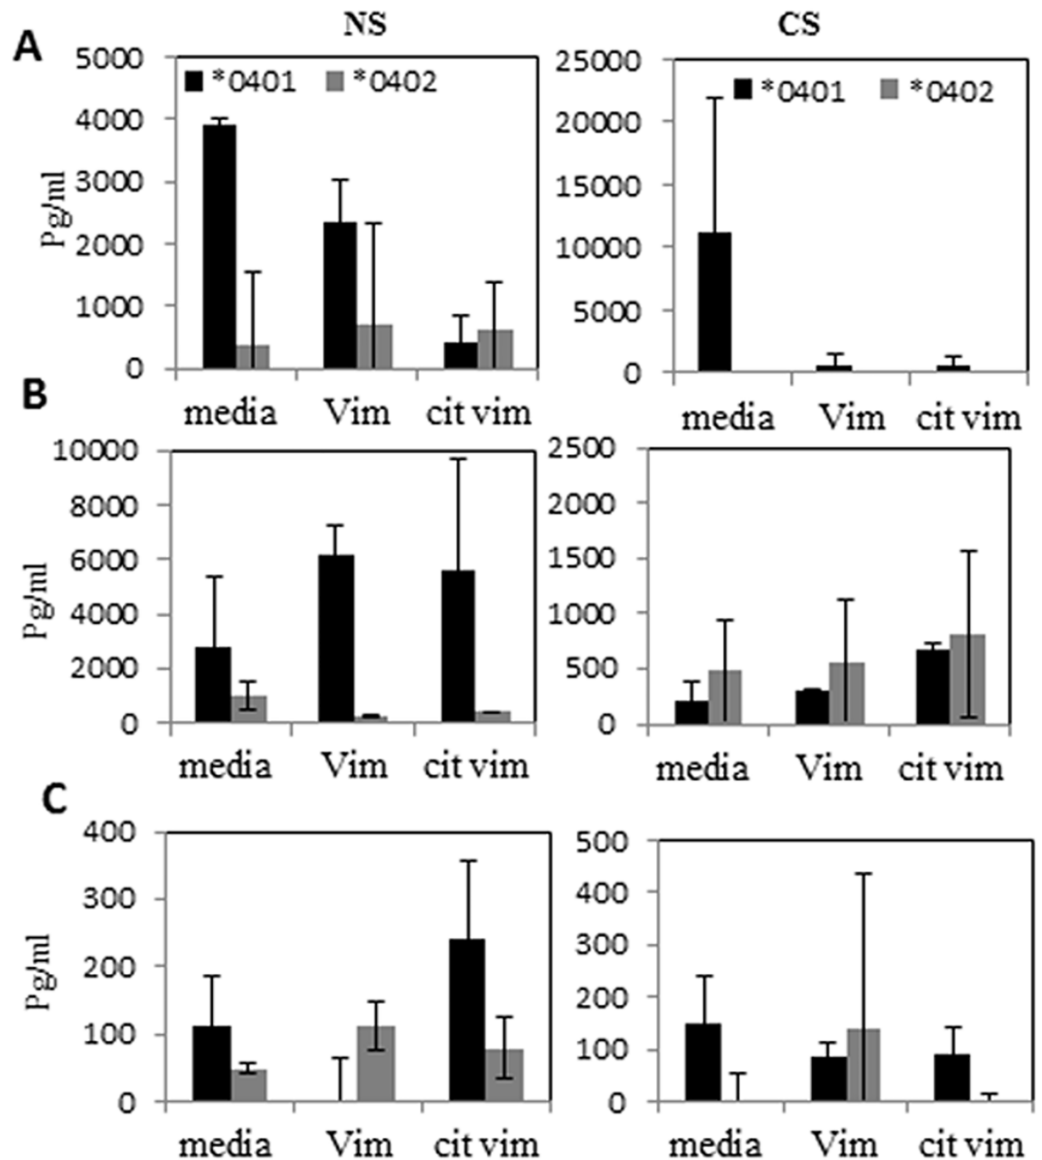 NS CS
A
5000 25000
*0401 *0402 *0401 *0402
4000 20000
3000 15000
Pg/ml
2000 10000
1000 5000
0 0
media Vim cit vim media Vim cit vim
B
10000 2500
8000 2000
6000 1500
Pg/ml
4000 1000
2000 500
0 0
media Vim cit vim media Vim cit vim
C
400 500
300 400
300
Pg/ml
200 200
100 100
0 0
media Vim cit vim media Vim cit vim